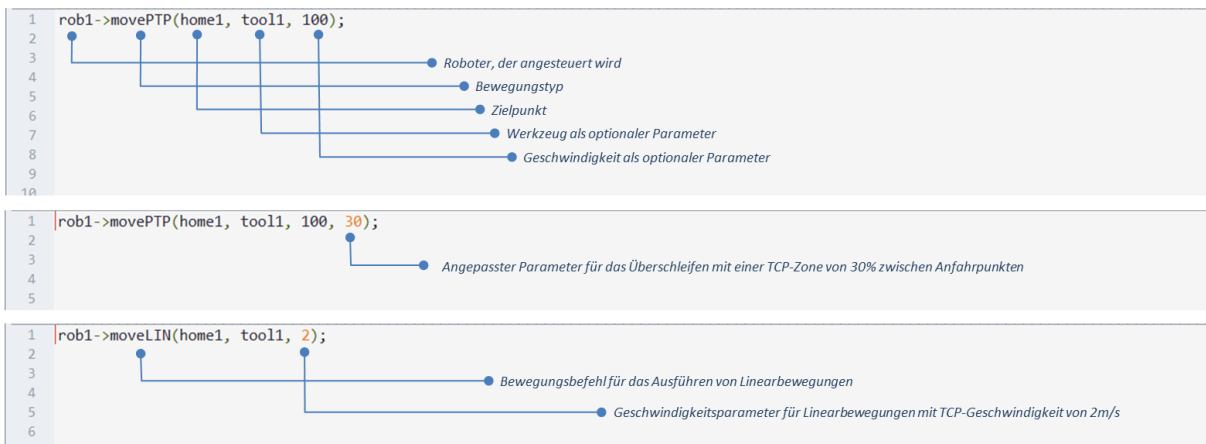 1 rob1->movePTP(home1, tool1, 100);
2
3 Roboter, der angesteuert wird
4 Bewegungstyp
5 Zielpunkt
6
7 Werkzeug als optionaler Parameter
8 Geschwindigkeit als optionaler Parameter
9
10
1 rob1->movePTP(home1, tool1, 100, 30);
2
3 Angepasster Parameter für das Überschleifen mit einer TCP-Zone von 30% zwischen Anfahrpunkten
4
5
1 rob1->moveLIN(home1, tool1, 2);
2
3 Bewegungsbefehl für das Ausführen von Linearbewegungen
4
5 Geschwindigkeitsparameter für Linearbewegungen mit TCP-Geschwindigkeit von 2m/s
6